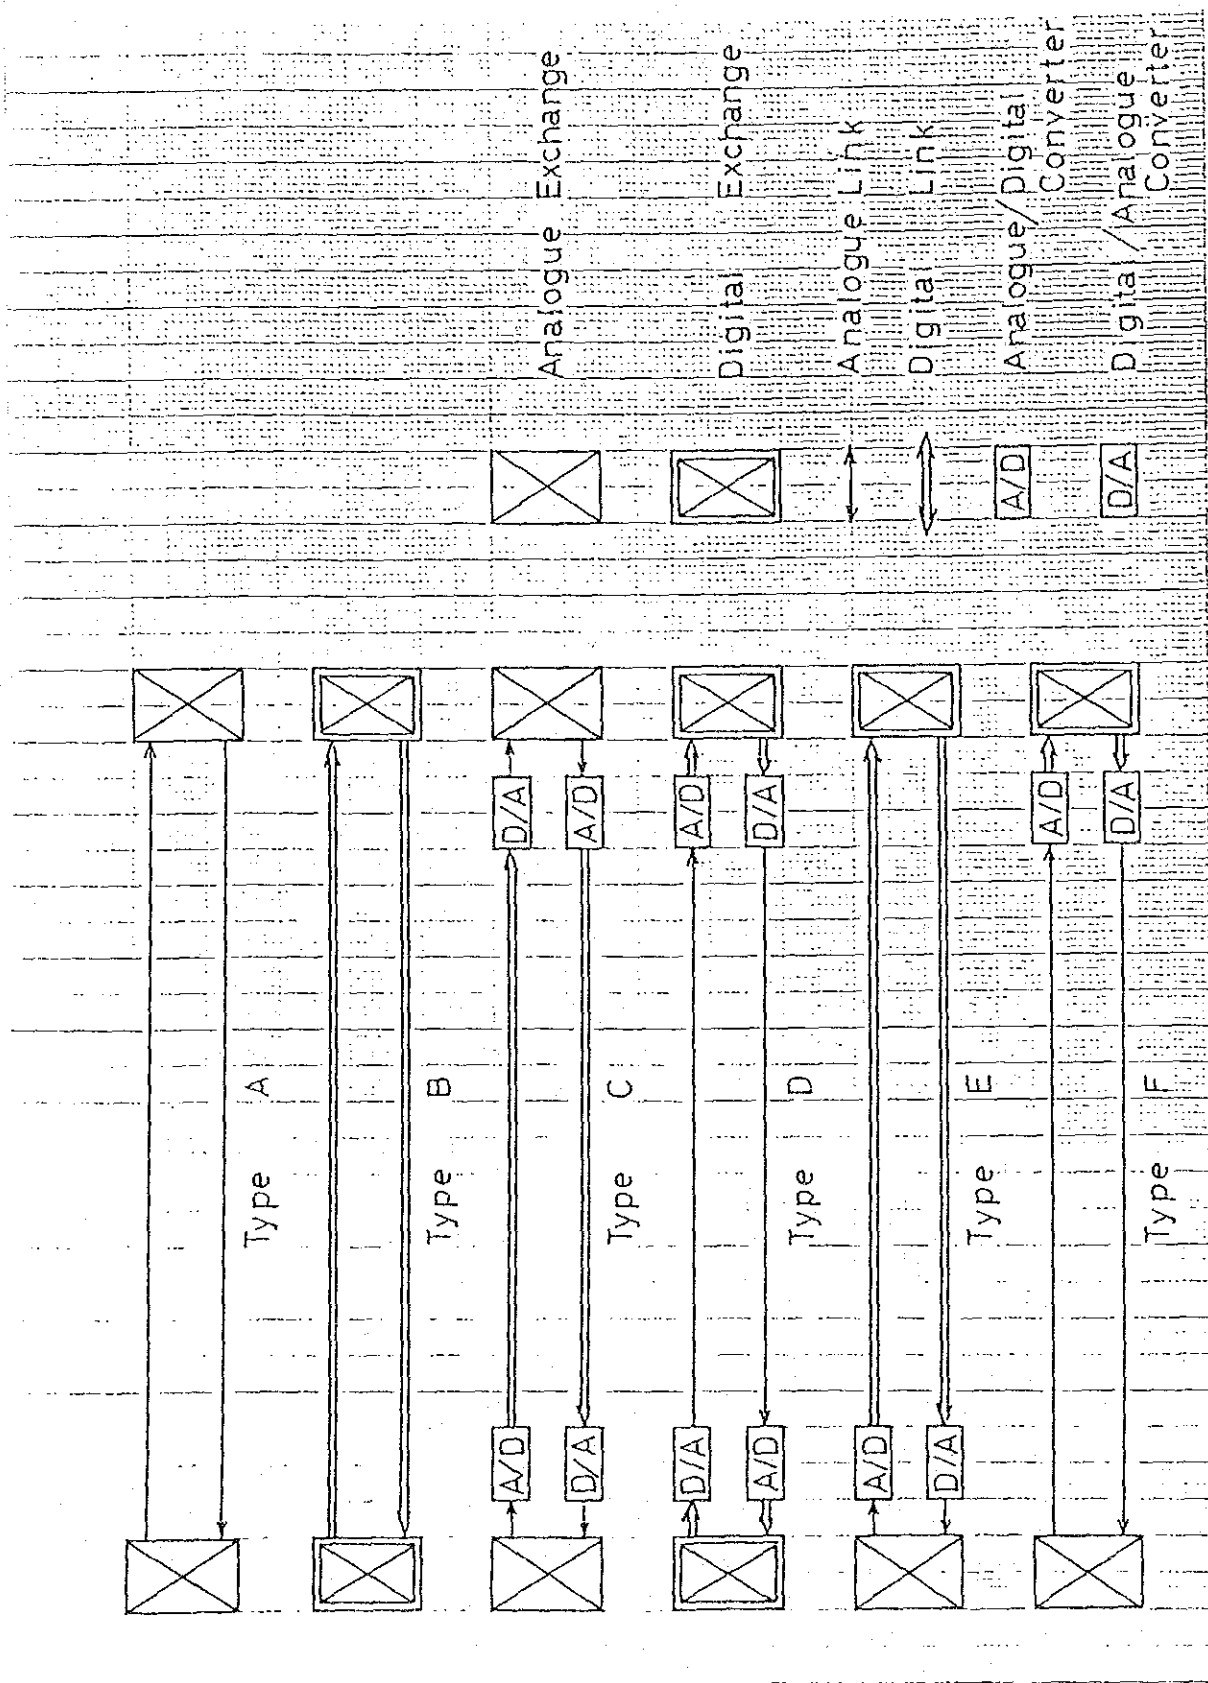 Type A
Type B
A/D
D/A
D/A
A/D
Type C
D/A
A/D
A/D
D/A
Type D
A/D
D/A
Type E
A/D
D/A
Type F
Analogue Exchange
Digital Exchange
Analogue Link
Digital Link
A/D
Analogue/Digital
Converter
D/A
Digital/Analogue
Converter